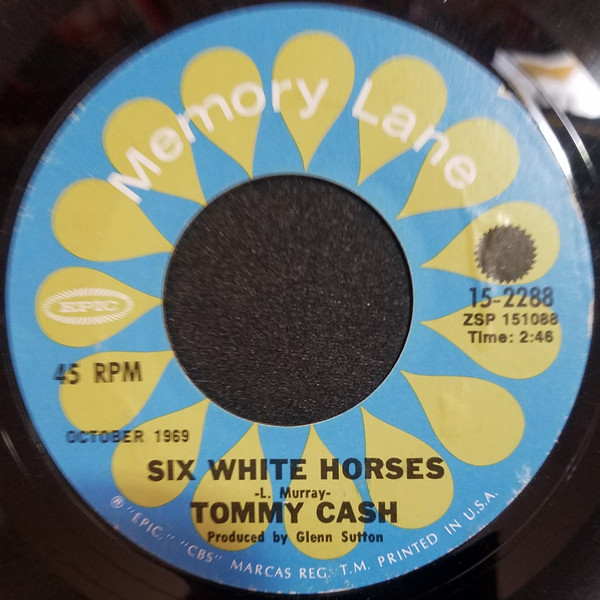 Memory Lane
EPIC
15-2288
ZSP 151088
Time: 2:46
45 RPM
OCTOBER 1969
SIX WHITE HORSES
-L. Murray-
TOMMY CASH
Produced by Glenn Sutton
® "EPIC," "CBS" MARCAS REG. T.M. PRINTED IN U.S.A.